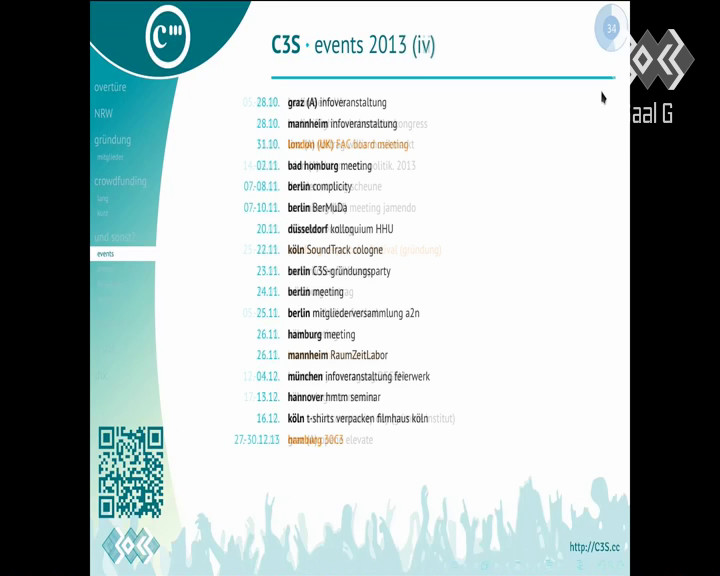 C3S · events 2013 (iv)
34
aal G
overtüre
NRW
gründung
mitglieder
crowdfunding
lang
kurz
und sonst?
events
28.10. graz (A) infoveranstaltung
28.10. mannheim infoveranstaltung
31.10. london (UK) FAC board meeting
02.11. bad homburg meeting
07.-08.11. berlin complicity
07.-10.11. berlin BerMuDa
20.11. düsseldorf kolloquium HHU
22.11. köln SoundTrack cologne
23.11. berlin C3S-gründungsparty
24.11. berlin meeting
25.11. berlin mitgliederversammlung a2n
26.11. hamburg meeting
26.11. mannheim RaumZeitLabor
04.12. münchen infoveranstaltung feierwerk
13.12. hannover hmtm seminar
16.12. köln t-shirts verpacken filmhaus köln
27.-30.12.13 hamburg 30C3
http://C3S.cc